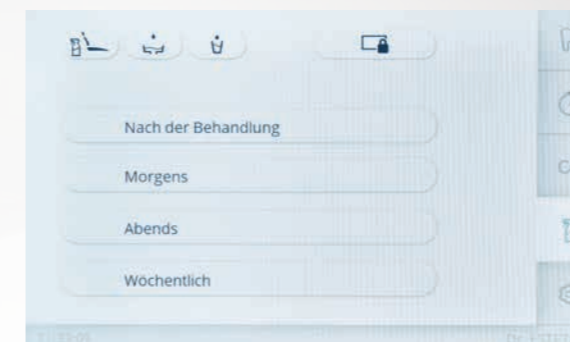 Nach der Behandlung
Morgens
Abends
Wöchentlich